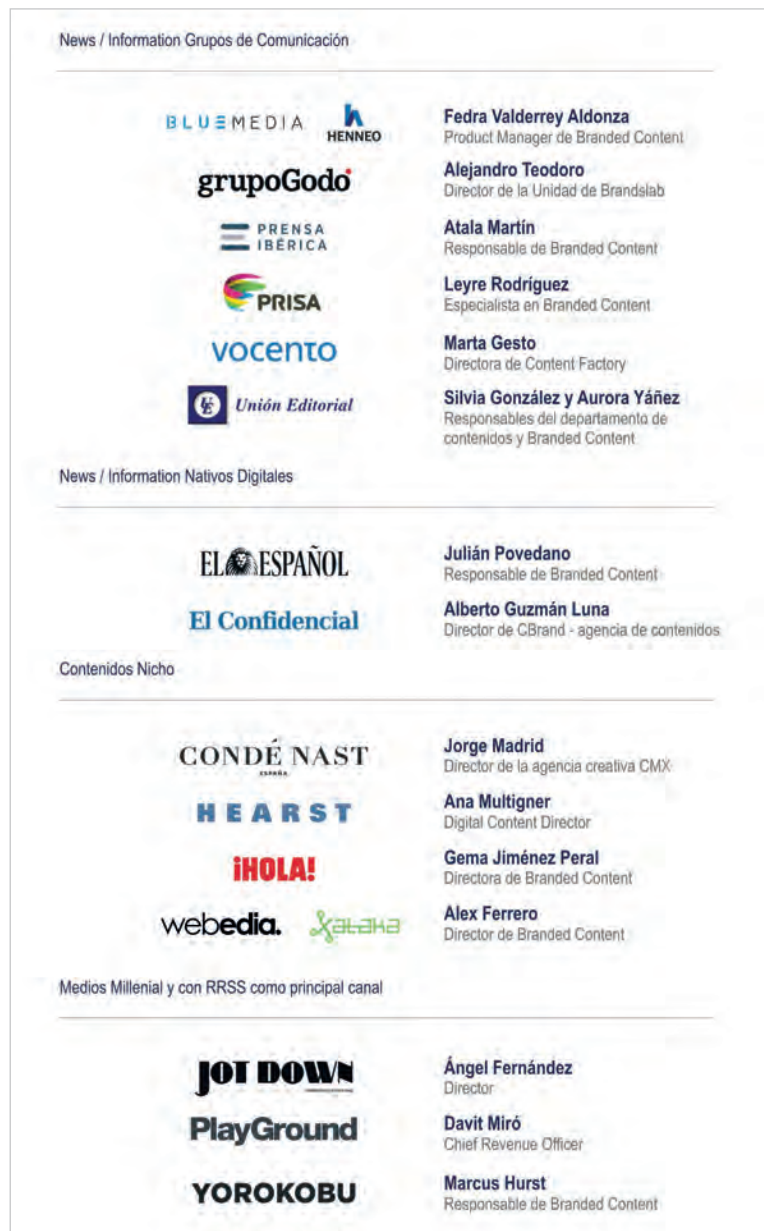 News / Information Grupos de Comunicación
BLUEMEDIA
HENNEO
Fedra Valderrey Aldonza
Product Manager de Branded Content
grupoGodó
Alejandro Teodoro
Director de la Unidad de Brandslab
PRENSA
IBÉRICA
Atala Martín
Responsable de Branded Content
PRISA
Leyre Rodríguez
Especialista en Branded Content
vocento
Marta Gesto
Directora de Content Factory
UE
Unión Editorial
Silvia González y Aurora Yáñez
Responsables del departamento de
contenidos y Branded Content
News / Information Nativos Digitales
EL ESPAÑOL
Julián Povedano
Responsable de Branded Content
El Confidencial
Alberto Guzmán Luna
Director de CBrand - agencia de contenidos
Contenidos Nicho
CONDÉ NAST
ESPAÑA
Jorge Madrid
Director de la agencia creativa CMX
HEARST
Ana Multigner
Digital Content Director
¡HOLA!
Gema Jiménez Peral
Directora de Branded Content
webedia.
xataka
Alex Ferrero
Director de Branded Content
Medios Millenial y con RRSS como principal canal
JOT DOWN
Ángel Fernández
Director
PlayGround
Davit Miró
Chief Revenue Officer
YOROKOBU
Marcus Hurst
Responsable de Branded Content